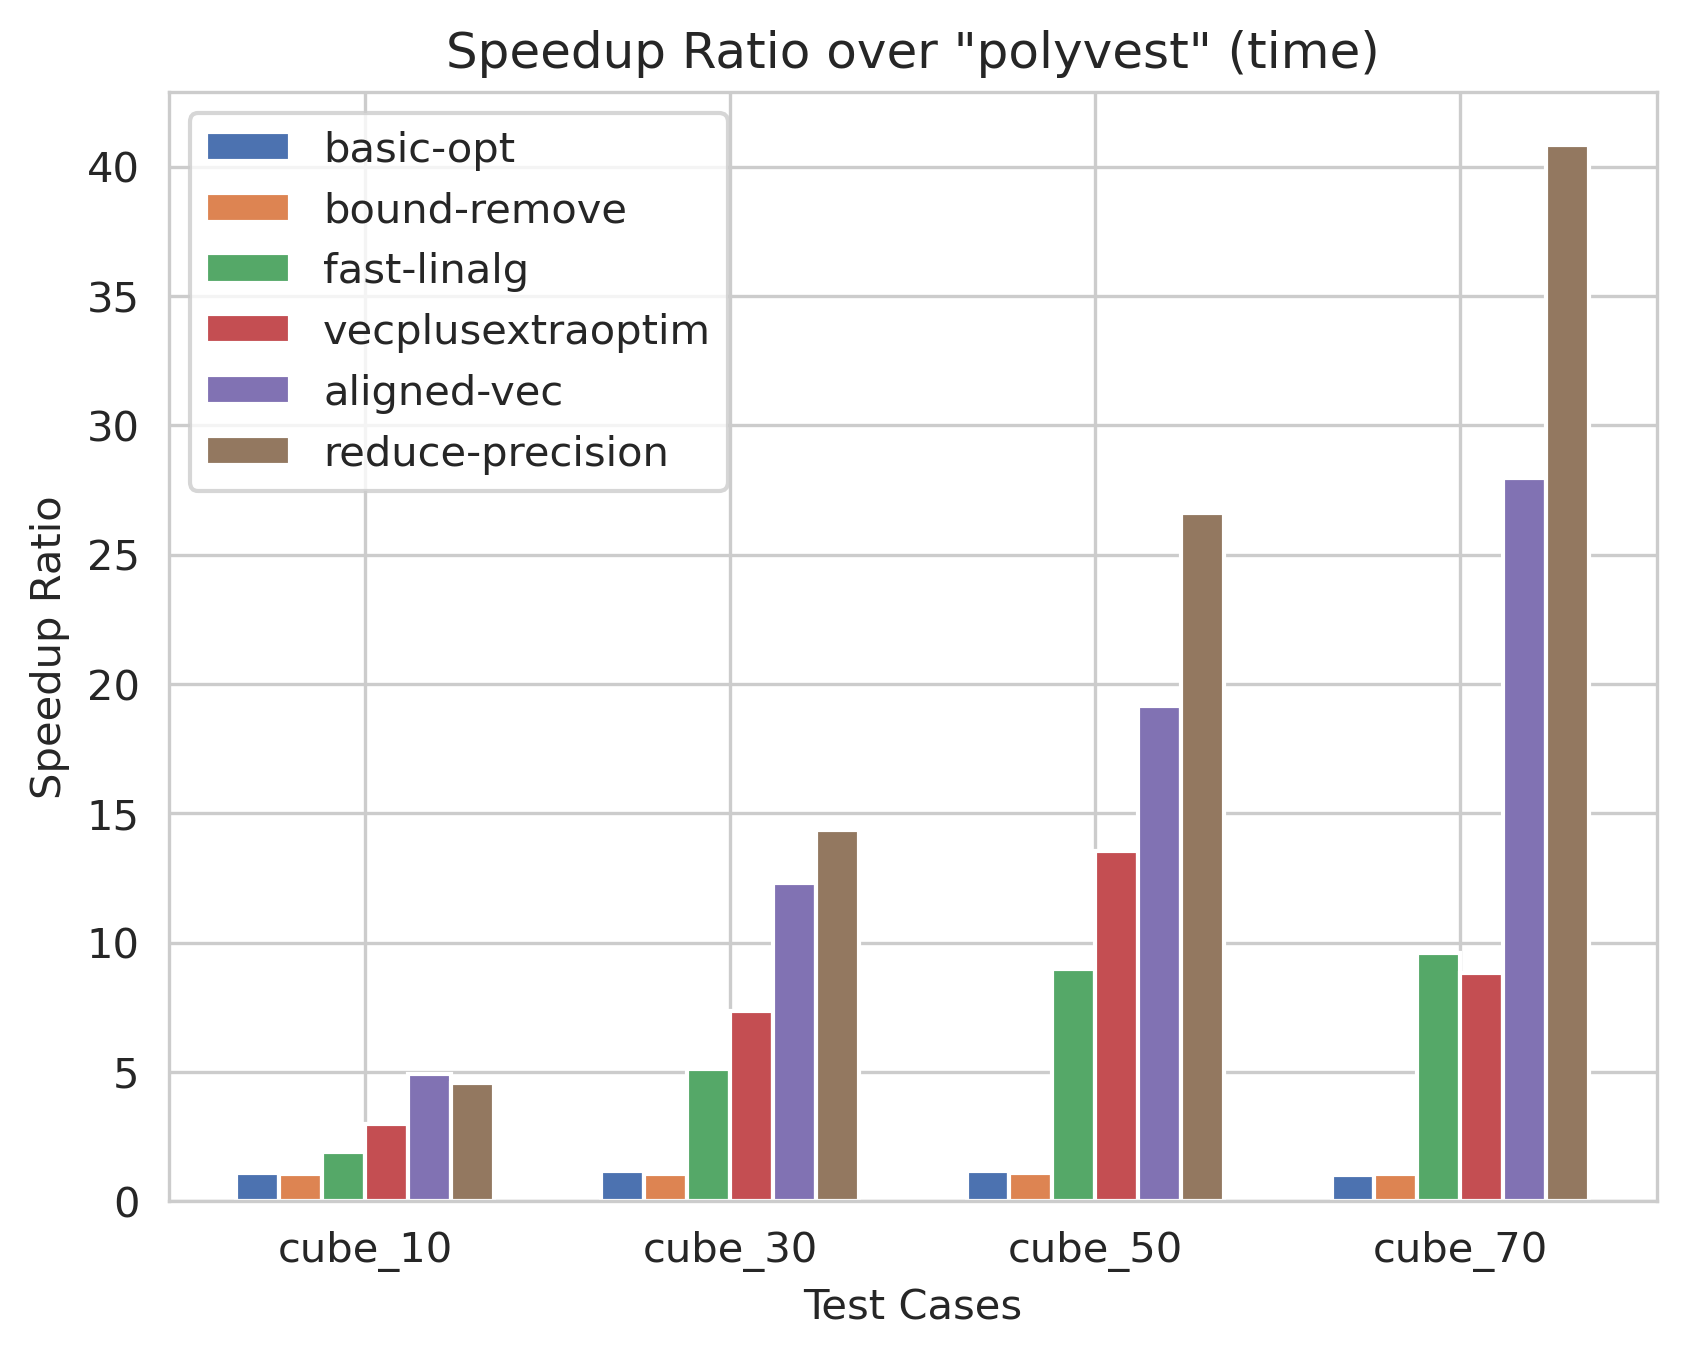 Speedup Ratio over "polyvest" (time)
basic-opt
bound-remove
fast-linalg
vecplusextraoptim
aligned-vec
reduce-precision
Speedup Ratio
40
35
30
25
20
15
10
5
0
cube_10 cube_30 cube_50 cube_70
Test Cases